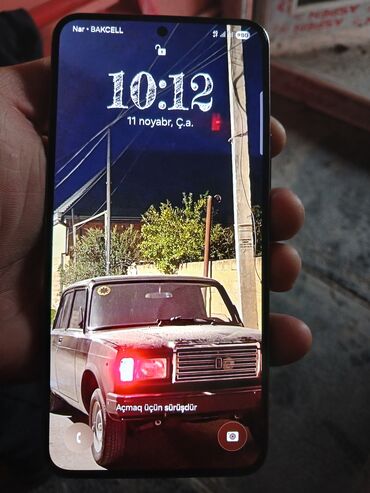 Nar • BAKCELL
10:12
11 noyabr, Ç.a.
Açmaq üçün sürüşdür